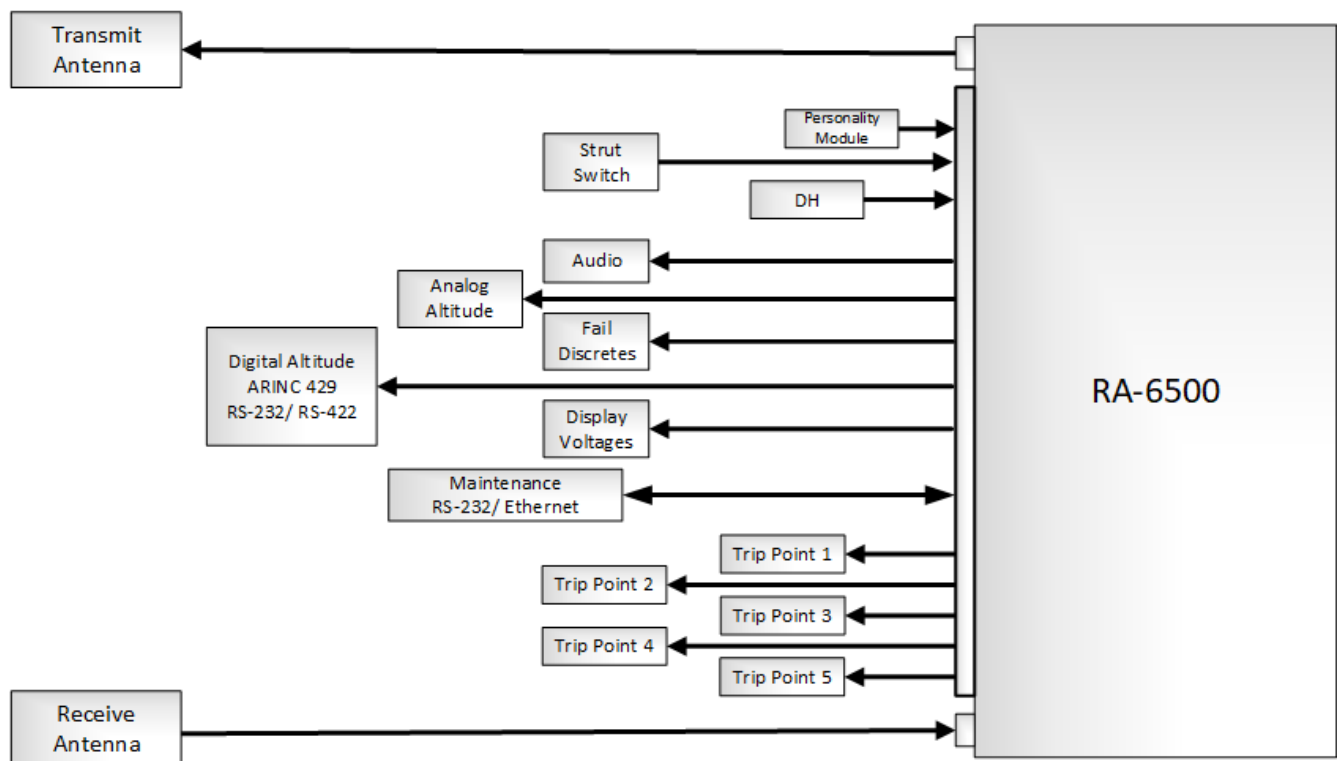 Transmit
Antenna
Personality
Module
Strut
Switch
DH
Audio
Analog
Altitude
Fail
Discretes
Digital Altitude
ARINC 429
RS-232/ RS-422
RA-6500
Display
Voltages
Maintenance
RS-232/ Ethernet
Trip Point 1
Trip Point 2
Trip Point 3
Trip Point 4
Trip Point 5
Receive
Antenna